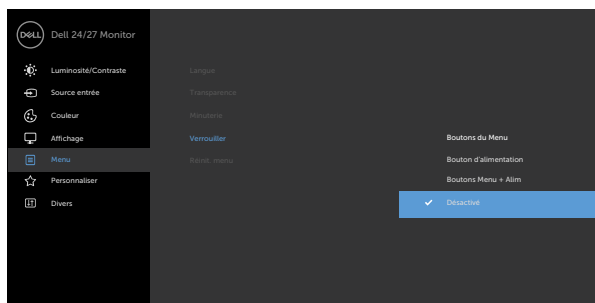 DELL
Dell 24/27 Monitor
Luminosité/Contraste
Source entrée
Couleur
Affichage
Menu
Personnaliser
Divers
Langue
Transparence
Minuterie
Verrouiller
Réinit. menu
Boutons du Menu
Bouton d'alimentation
Boutons Menu + Alim
Désactivé